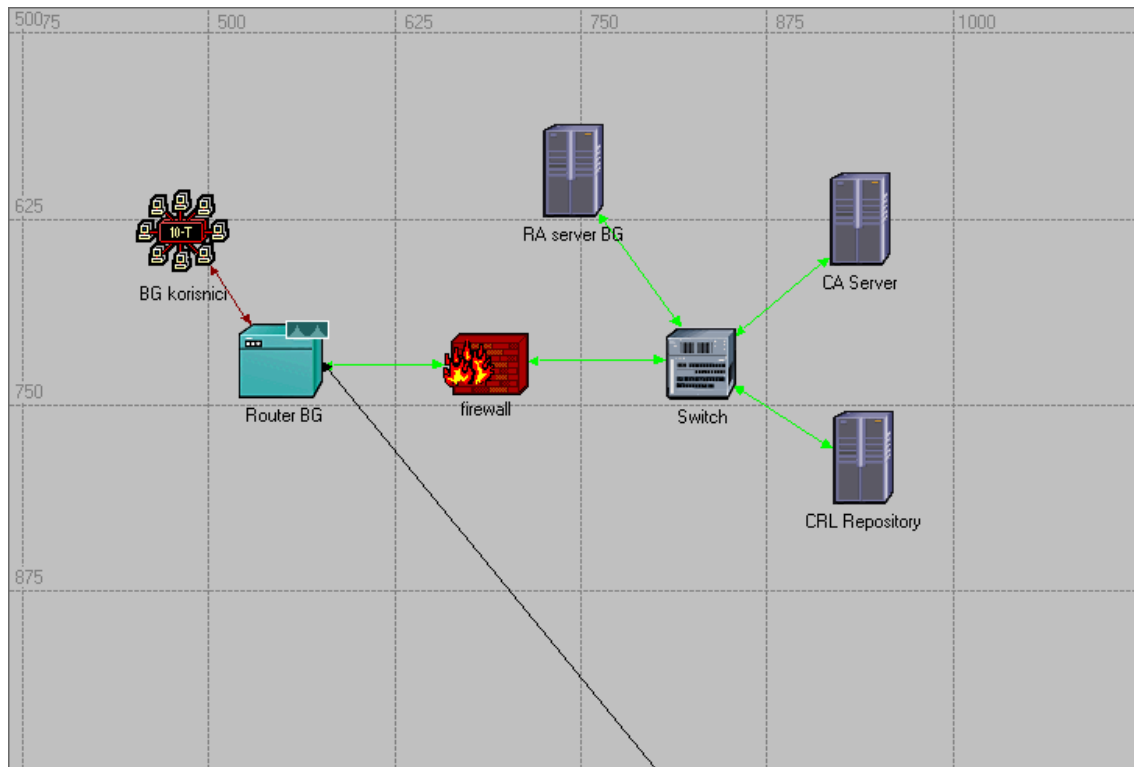 500 75 500 625 750 875 1000
625
RA server BG
10-T
CA Server
BG korisnici
750
Router BG
firewall
Switch
CRL Repository
875